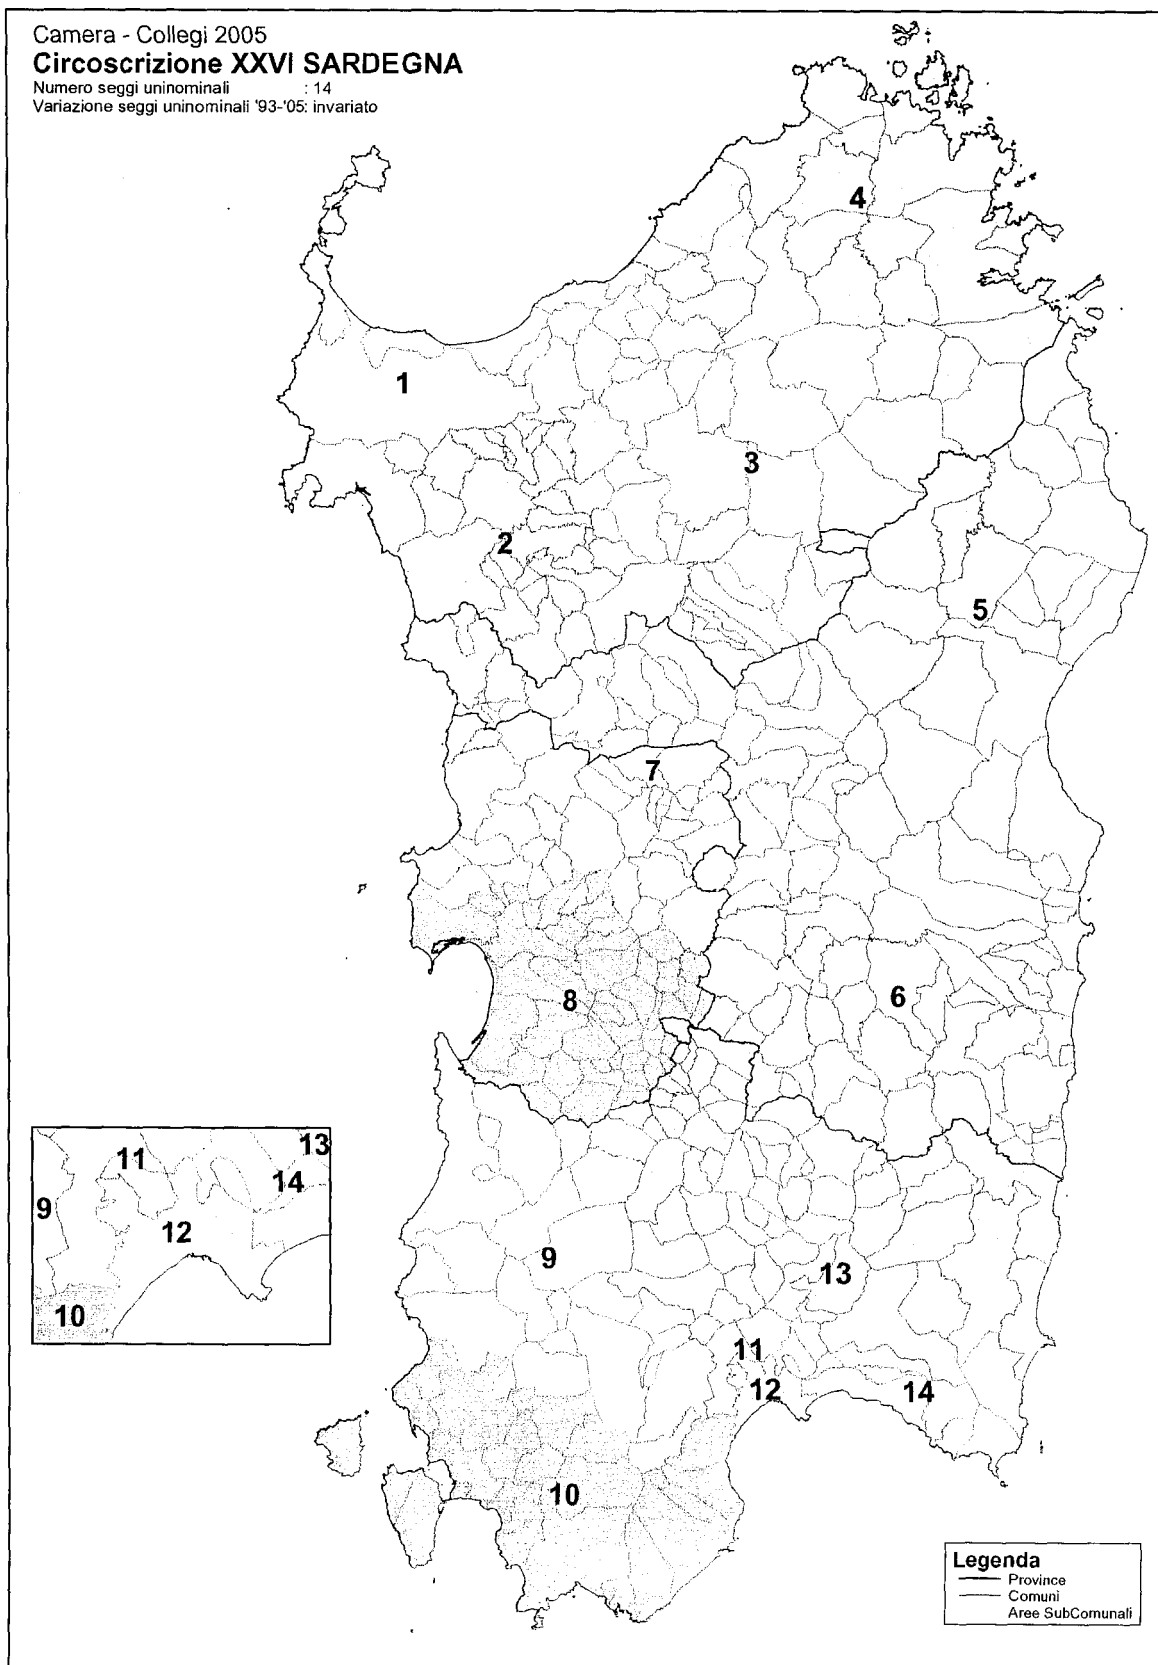 Camera - Collegi 2005
Circoscrizione XXVI SARDEGNA
Numero seggi uninominali : 14
Variazione seggi uninominali '93-'05: invariato
4
1
3
2
5
7
6
8
13
11
14
9
12
10
9
13
11
12
14
10
Legenda
Province
Comuni
Aree SubComunali